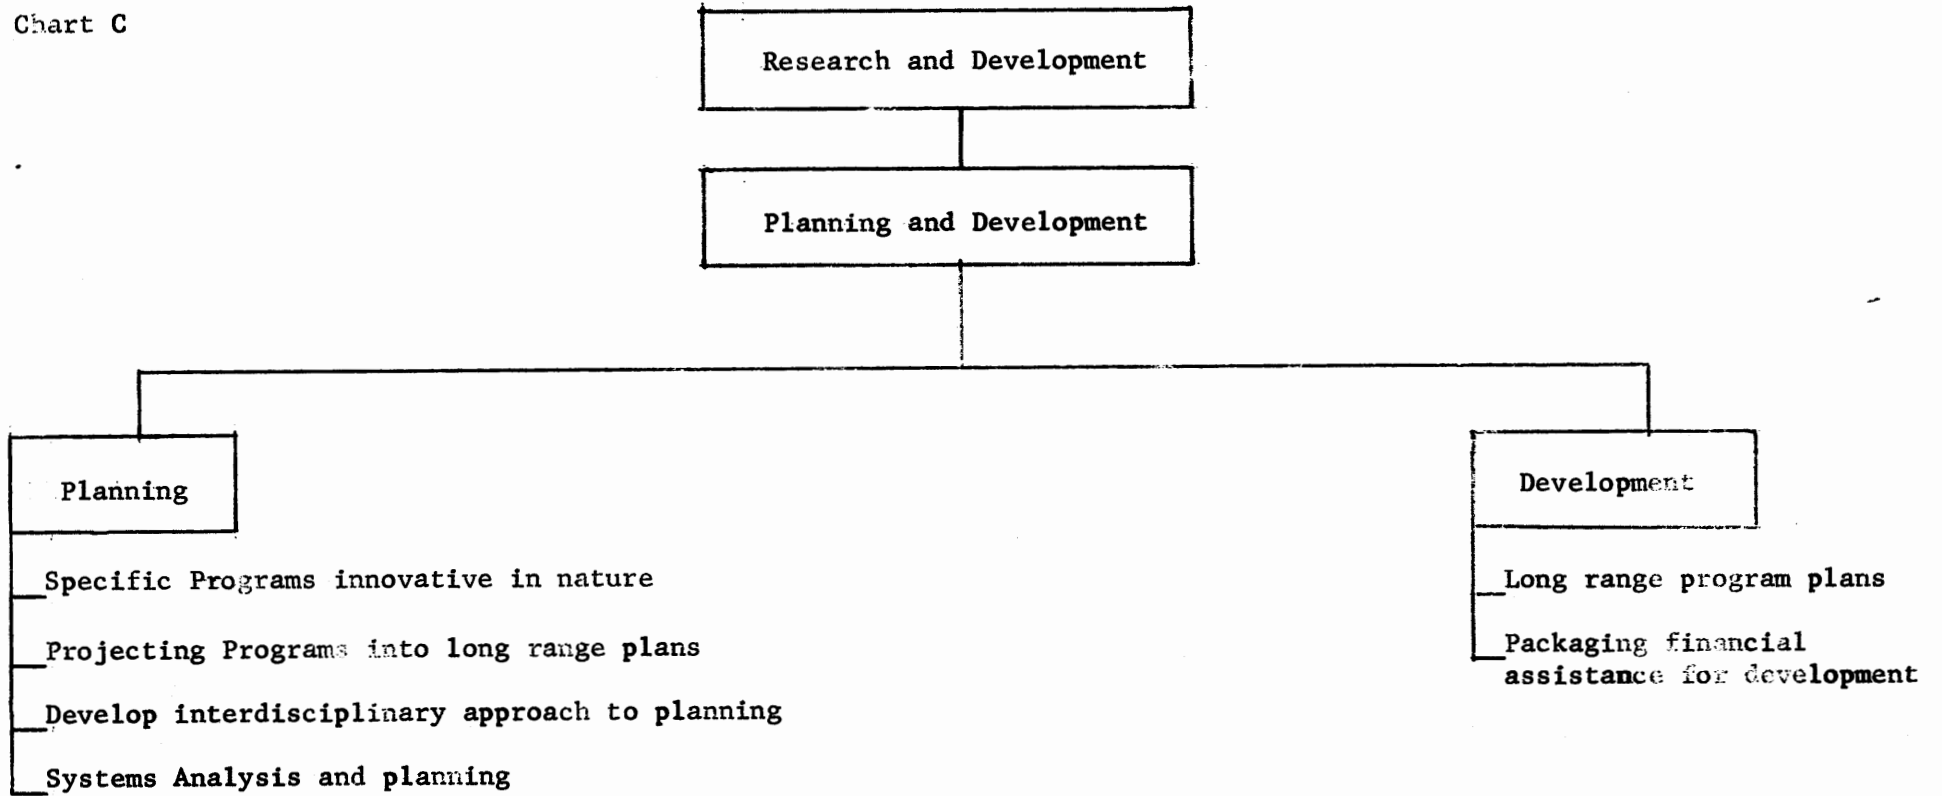 Chart C
Research and Development
Planning and Development
Planning
Specific Programs innovative in nature
Projecting Programs into long range plans
Develop interdisciplinary approach to planning
Systems Analysis and planning
Development
Long range program plans
Packaging financial
assistance for development